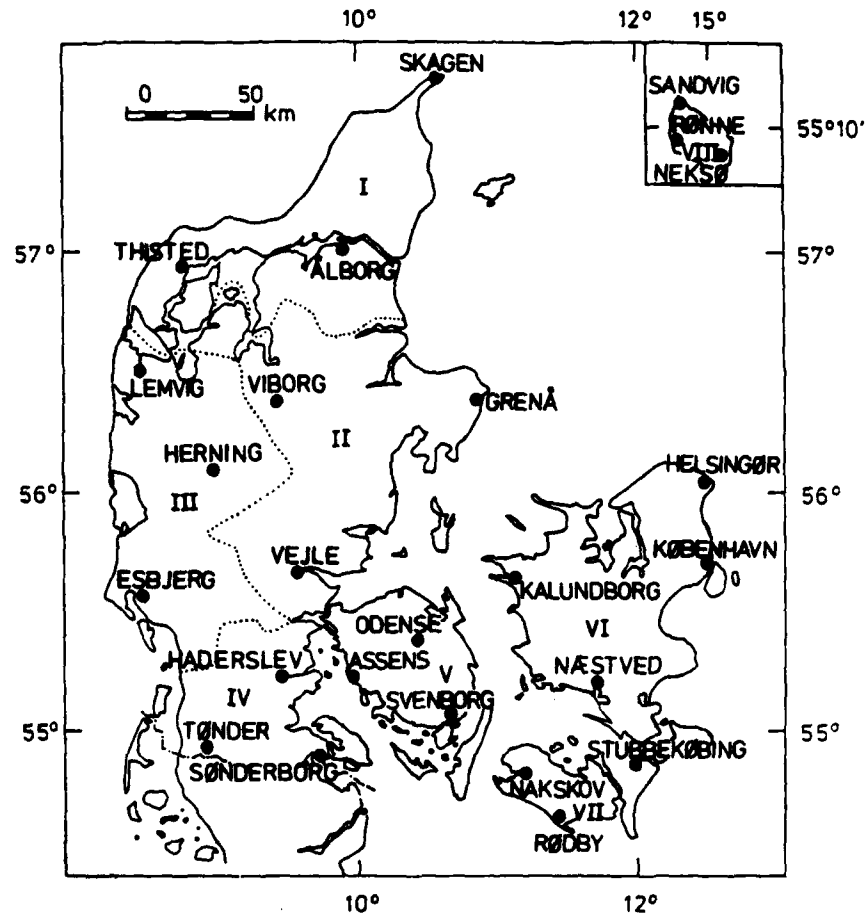 10° 12° 15°
SKAGEN
0 50 km
SANDVIG
55°10'
RØNNE
VIII
NEKSØ
I
57° 57°
THISTED
ÅLBORG
LEMVIG
VIBORG
GRENÅ
II
HERNING
HELSINGØR
56° 56°
III
KØBENHAVN
VEJLE
ESBJERG
KALUNDBORG
ODENSE
VI
HADERSLEV
ASSENS
V
NÆSTVED
IV
SVENBORG
55° 55°
TØNDER
STUBBEKØBING
SØNDERBORG
NAKSKOV
VII
RØDBY
10° 12°